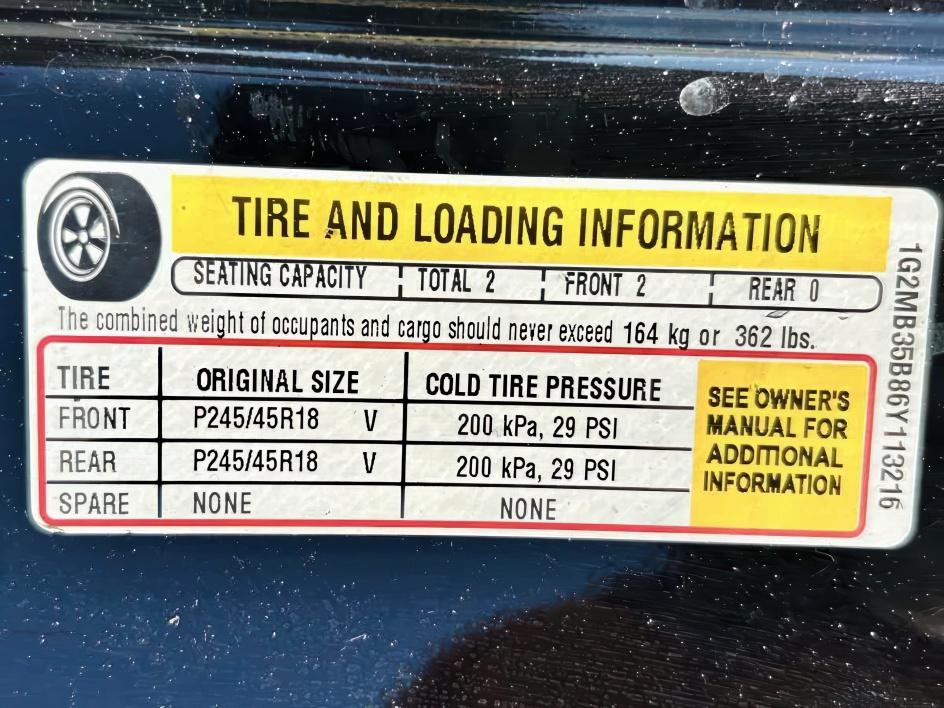 TIRE AND LOADING INFORMATION
SEATING CAPACITY TOTAL 2 FRONT 2 REAR 0
The combined weight of occupants and cargo should never exceed 164 kg or 362 lbs.
TIRE ORIGINAL SIZE COLD TIRE PRESSURE
FRONT P245/45R18 V 200 kPa, 29 PSI
REAR P245/45R18 V 200 kPa, 29 PSI
SPARE NONE NONE
SEE OWNER'S
MANUAL FOR
ADDITIONAL
INFORMATION
1G2MB35B86Y113216